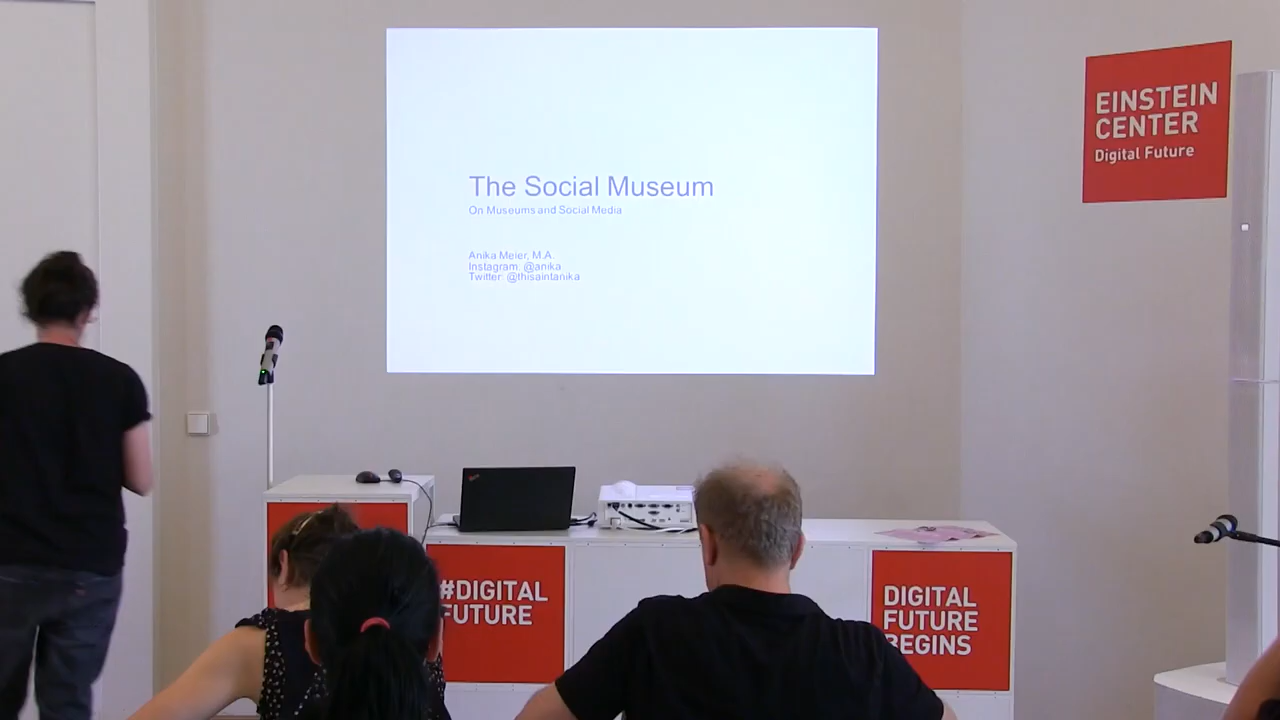 The Social Museum
On Museums and Social Media
Anika Meier, M.A.
Instagram: @anika
Twitter: @thisaintanika
EINSTEIN
CENTER
Digital Future
#DIGITAL
FUTURE
DIGITAL
FUTURE
BEGINS